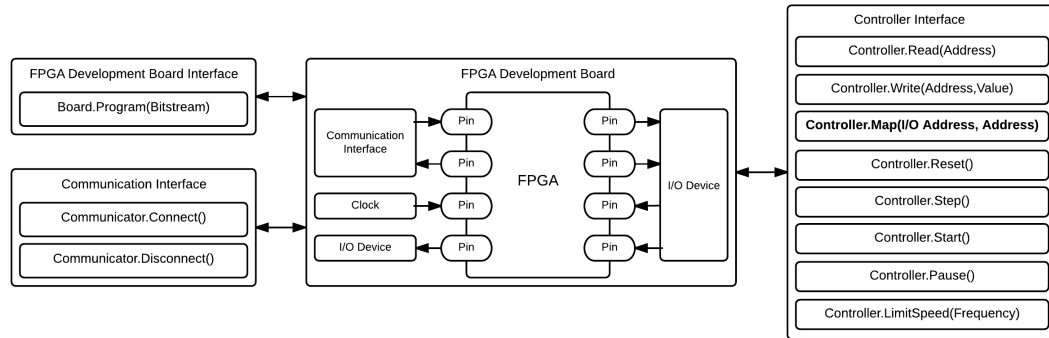 FPGA Development Board Interface
Board.Program(Bitstream)
Communication Interface
Communicator.Connect()
Communicator.Disconnect()
FPGA Development Board
Communication
Interface
Clock
I/O Device
Pin
Pin
Pin
Pin
FPGA
Pin
Pin
Pin
Pin
I/O Device
Controller Interface
Controller.Read(Address)
Controller.Write(Address,Value)
Controller.Map(I/O Address, Address)
Controller.Reset()
Controller.Step()
Controller.Start()
Controller.Pause()
Controller.LimitSpeed(Frequency)